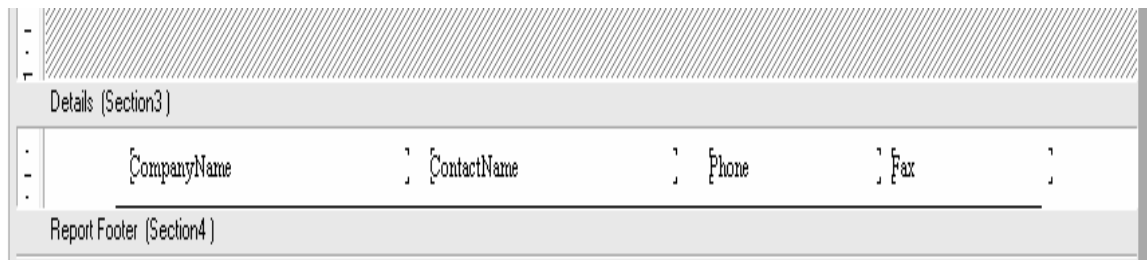 Details (Section3 )
CompanyName ContactName Phone Fax
Report Footer (Section4 )